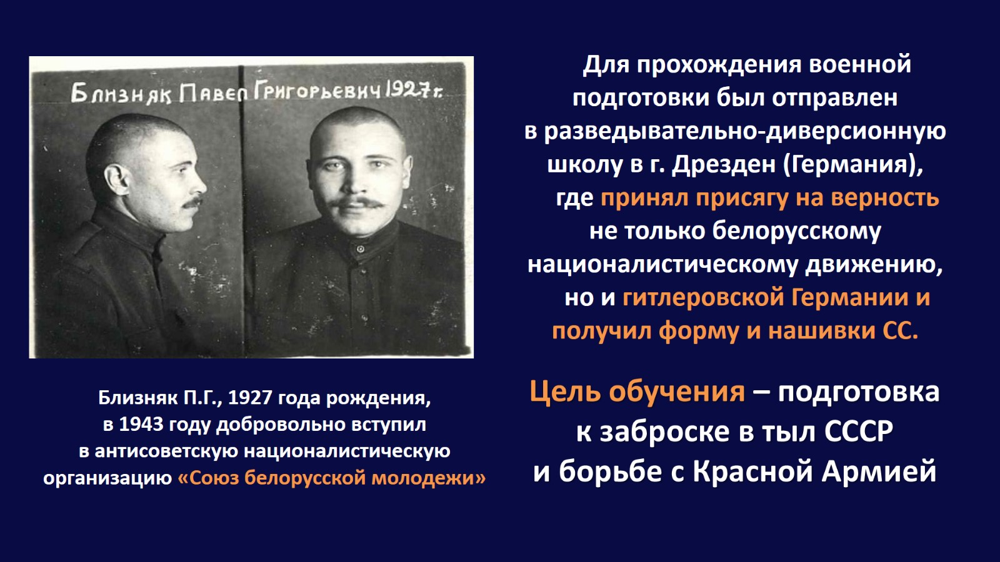 Близняк Павел Григорьевич 1927г.
Близняк П.Г., 1927 года рождения,
в 1943 году добровольно вступил
в антисоветскую националистическую
организацию «Союз белорусской молодежи»
Для прохождения военной
подготовки был отправлен
в разведывательно-диверсионную
школу в г. Дрезден (Германия),
где принял присягу на верность
не только белорусскому
националистическому движению,
но и гитлеровской Германии и
получил форму и нашивки СС.
Цель обучения – подготовка
к заброске в тыл СССР
и борьбе с Красной Армией